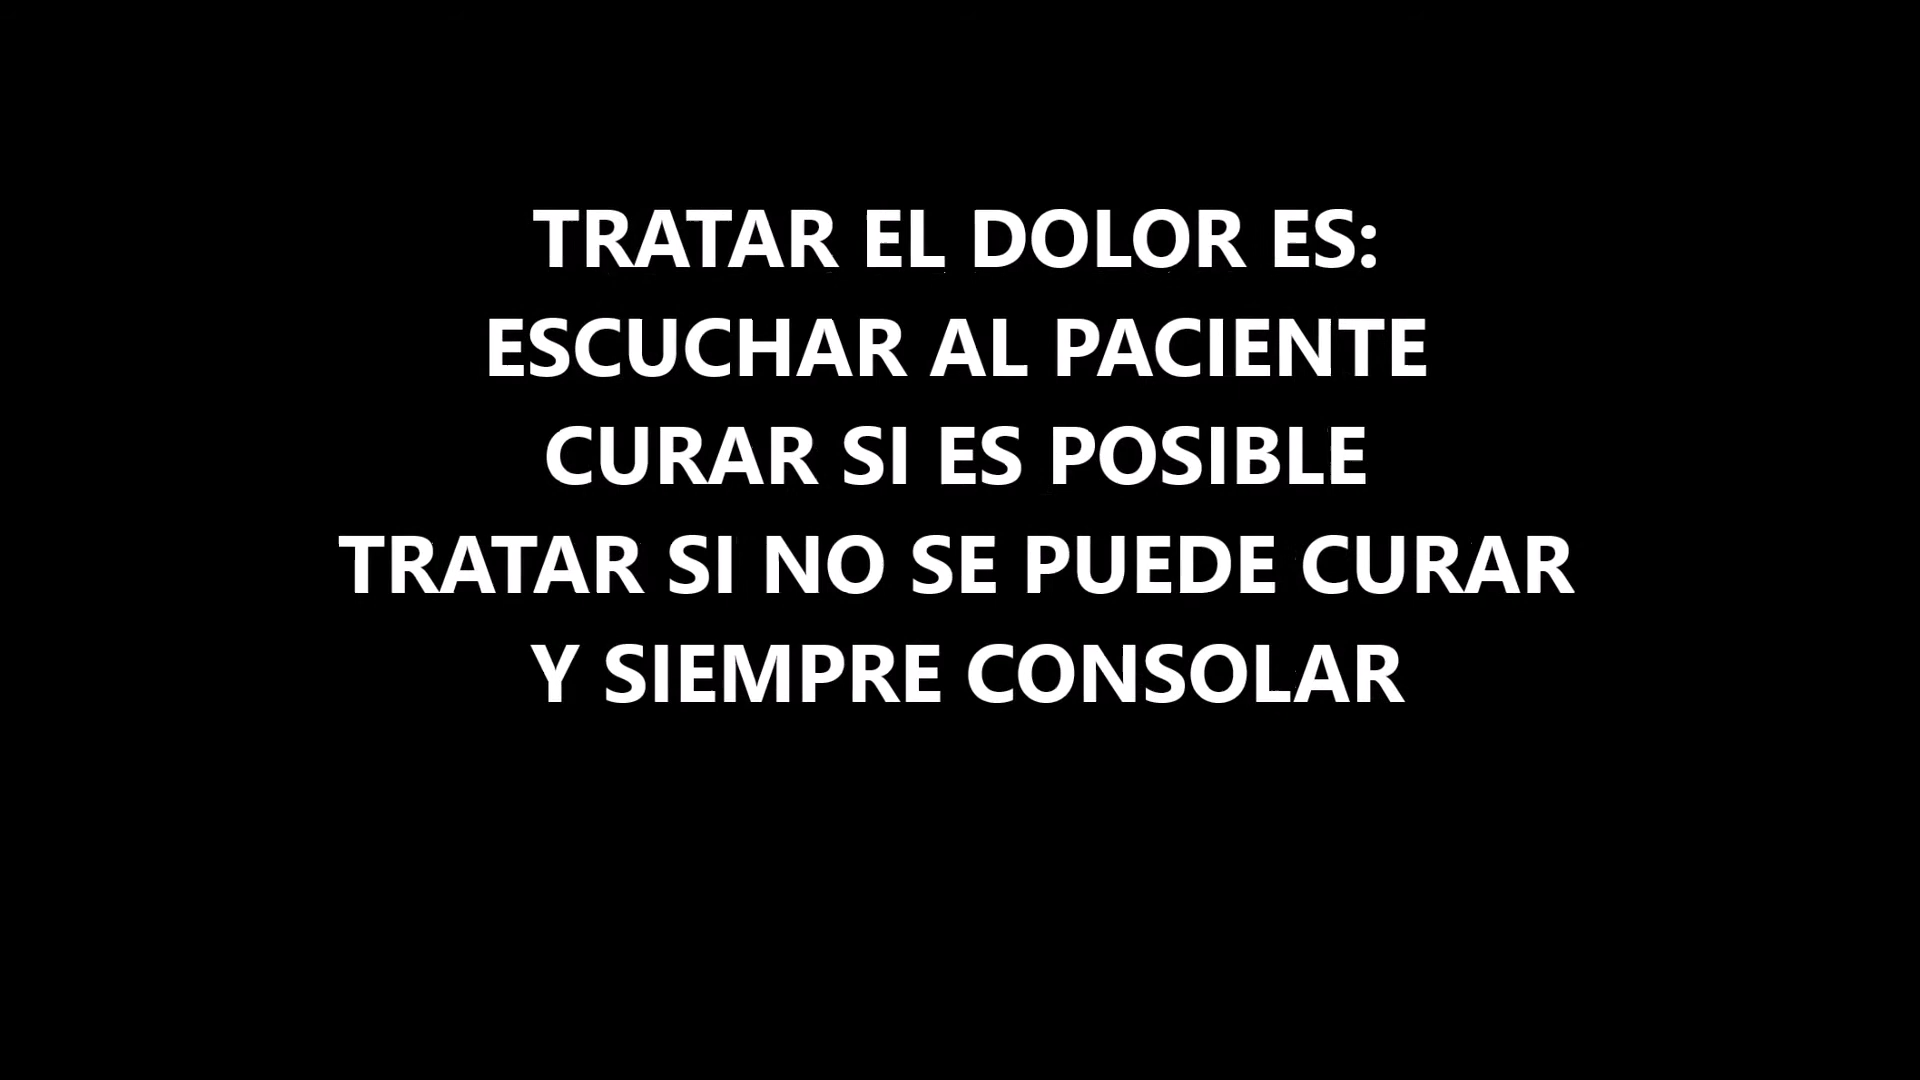 TRATAR EL DOLOR ES:
ESCUCHAR AL PACIENTE
CURAR SI ES POSIBLE
TRATAR SI NO SE PUEDE CURAR
Y SIEMPRE CONSOLAR